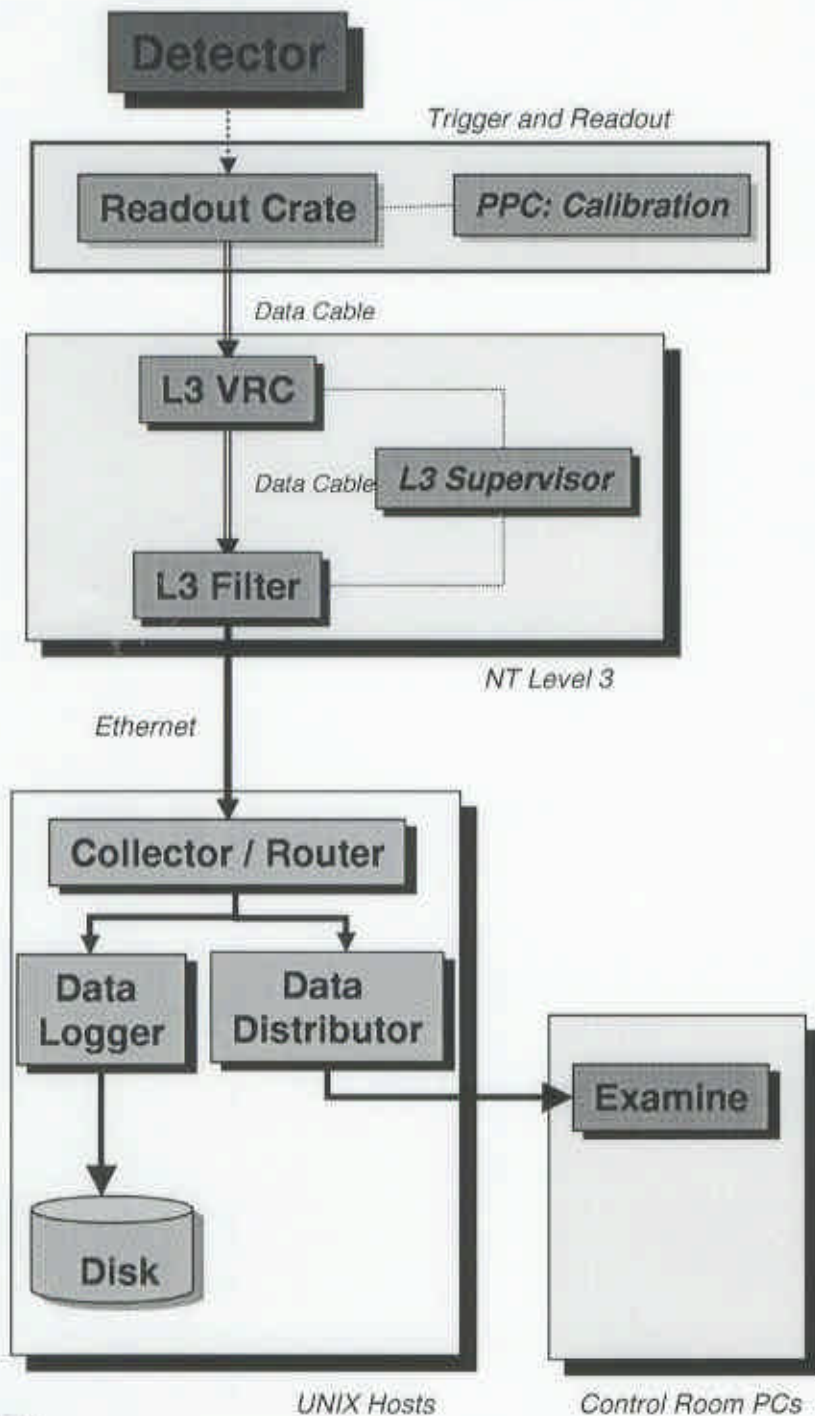 Detector
Trigger and Readout
Readout Crate
PPC: Calibration
Data Cable
L3 VRC
Data Cable
L3 Supervisor
L3 Filter
NT Level 3
Ethernet
Collector / Router
Data
Logger
Data
Distributor
Examine
Disk
UNIX Hosts
Control Room PCs